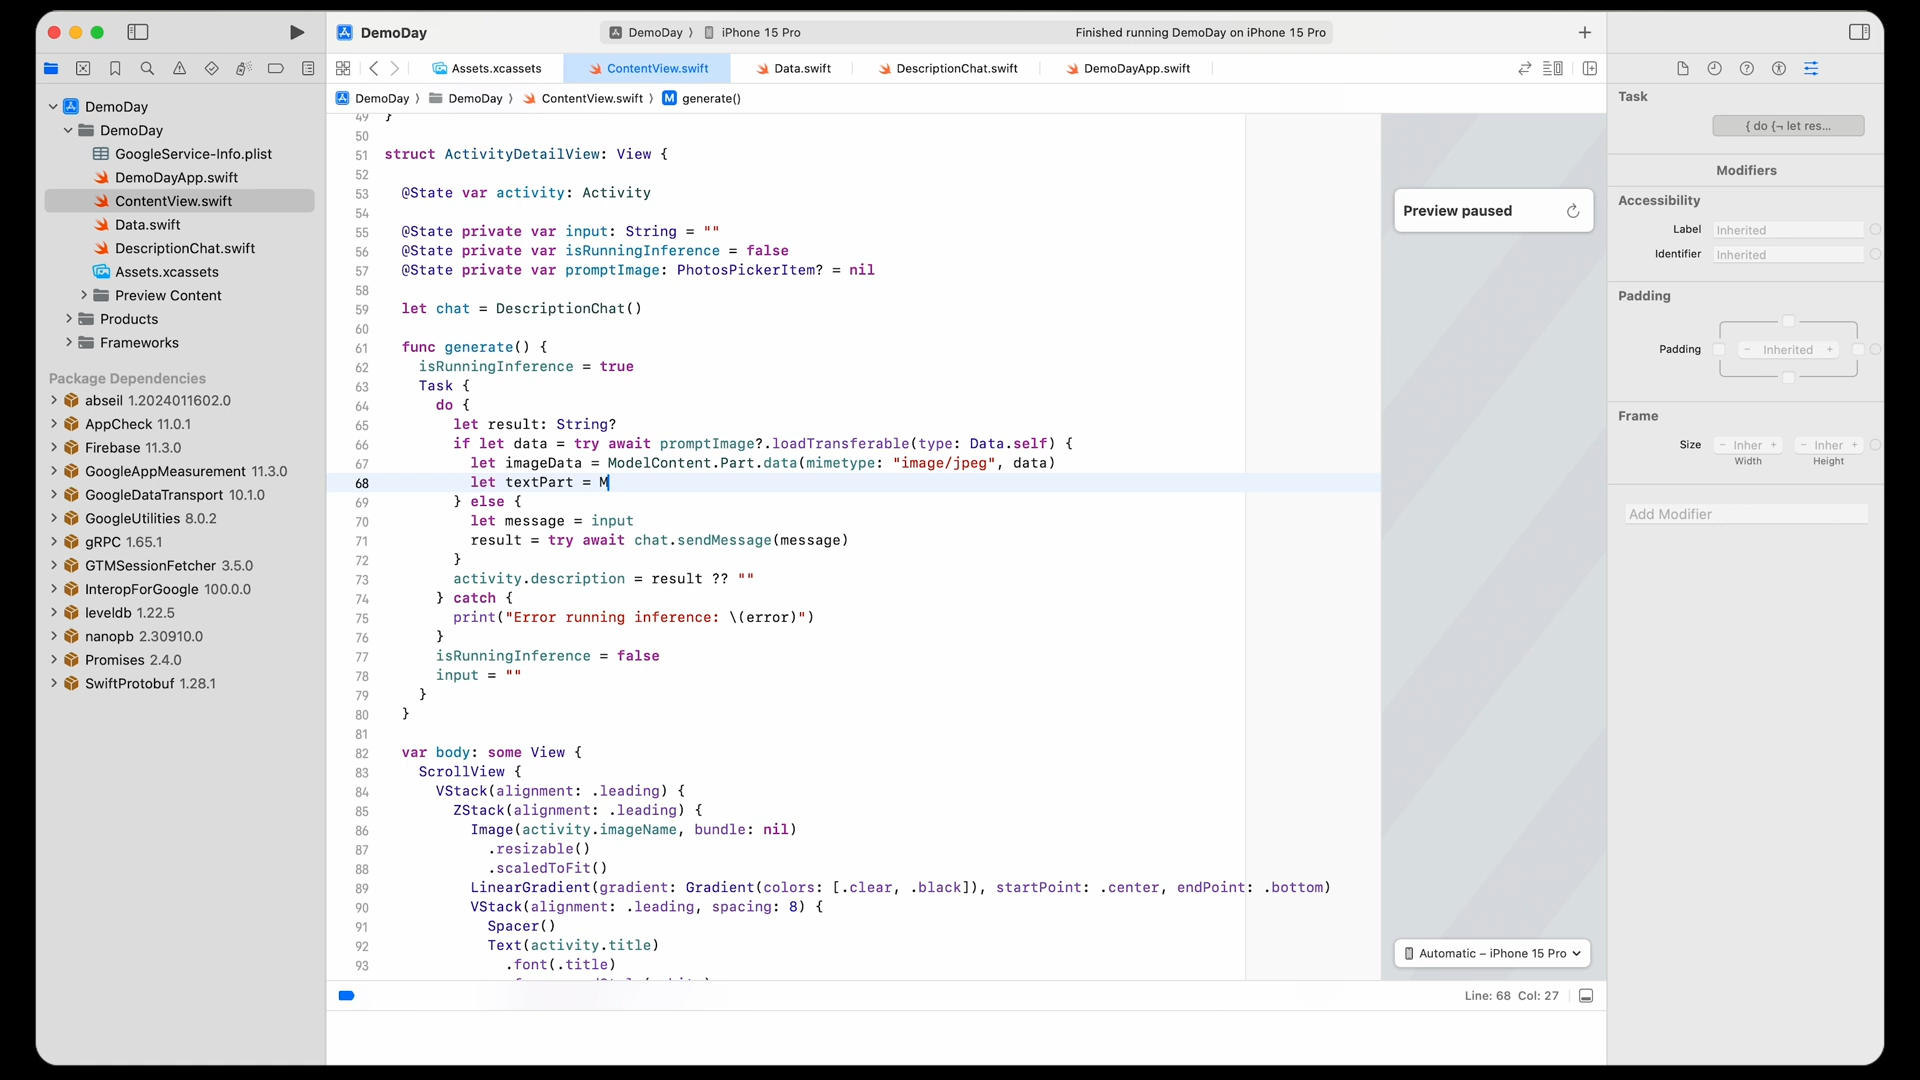 DemoDay
DemoDay ⟩ iPhone 15 Pro
Finished running DemoDay on iPhone 15 Pro
Assets.xcassets
ContentView.swift
Data.swift
DescriptionChat.swift
DemoDayApp.swift
DemoDay ⟩ DemoDay ⟩ ContentView.swift ⟩ M generate()
DemoDay
DemoDay
GoogleService-Info.plist
DemoDayApp.swift
ContentView.swift
Data.swift
DescriptionChat.swift
Assets.xcassets
Preview Content
Products
Frameworks
Package Dependencies
abseil 1.2024011602.0
AppCheck 11.0.1
Firebase 11.3.0
GoogleAppMeasurement 11.3.0
GoogleDataTransport 10.1.0
GoogleUtilities 8.0.2
gRPC 1.65.1
GTMSessionFetcher 3.5.0
InteropForGoogle 100.0.0
leveldb 1.22.5
nanopb 2.30910.0
Promises 2.4.0
SwiftProtobuf 1.28.1
49 }
50
51 struct ActivityDetailView: View {
52
53 @State var activity: Activity
54
55 @State private var input: String = ""
56 @State private var isRunningInference = false
57 @State private var promptImage: PhotosPickerItem? = nil
58
59 let chat = DescriptionChat()
60
61 func generate() {
62 isRunningInference = true
63 Task {
64 do {
65 let result: String?
66 if let data = try await promptImage?.loadTransferable(type: Data.self) {
67 let imageData = ModelContent.Part.data(mimetype: "image/jpeg", data)
68 let textPart = M
69 } else {
70 let message = input
71 result = try await chat.sendMessage(message)
72 }
73 activity.description = result ?? ""
74 } catch {
75 print("Error running inference: \(error)")
76 }
77 isRunningInference = false
78 input = ""
79 }
80 }
81
82 var body: some View {
83 ScrollView {
84 VStack(alignment: .leading) {
85 ZStack(alignment: .leading) {
86 Image(activity.imageName, bundle: nil)
87 .resizable()
88 .scaledToFit()
89 LinearGradient(gradient: Gradient(colors: [.clear, .black]), startPoint: .center, endPoint: .bottom)
90 VStack(alignment: .leading, spacing: 8) {
91 Spacer()
92 Text(activity.title)
93 .font(.title)
Preview paused
Automatic – iPhone 15 Pro
Line: 68 Col: 27
Task
{ do {¬ let res...
Modifiers
Accessibility
Label Inherited
Identifier Inherited
Padding
Padding − Inherited +
Frame
Size − Inher + − Inher +
Width Height
Add Modifier